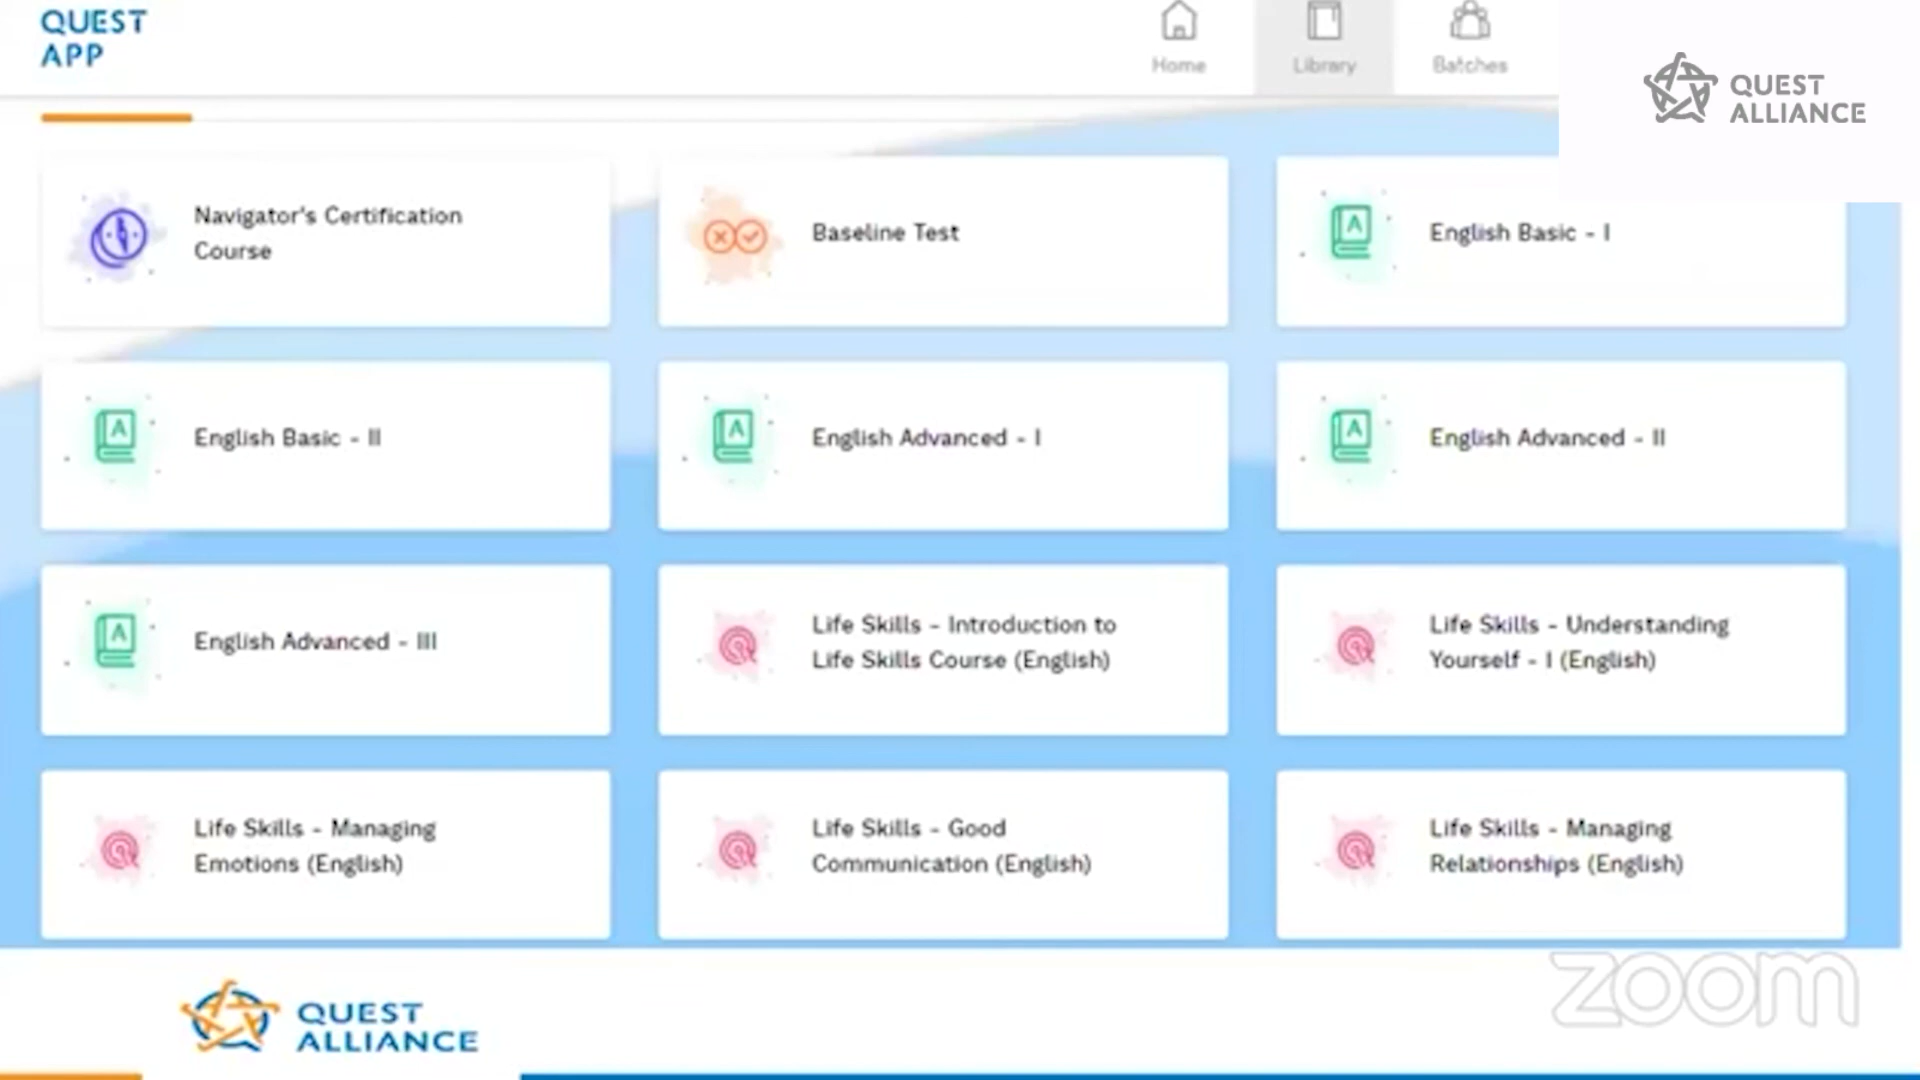 QUEST
APP
Home
Library
Batches
QUEST
ALLIANCE
Navigator's Certification
Course
Baseline Test
English Basic - I
English Basic - II
English Advanced - I
English Advanced - II
English Advanced - III
Life Skills - Introduction to
Life Skills Course (English)
Life Skills - Understanding
Yourself - I (English)
Life Skills - Managing
Emotions (English)
Life Skills - Good
Communication (English)
Life Skills - Managing
Relationships (English)
zoom
QUEST
ALLIANCE